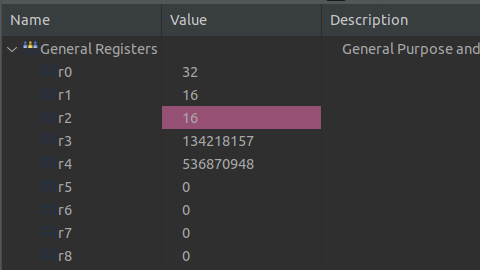 Name Value Description
General Registers General Purpose and
r0 32
r1 16
r2 16
r3 134218157
r4 536870948
r5 0
r6 0
r7 0
r8 0